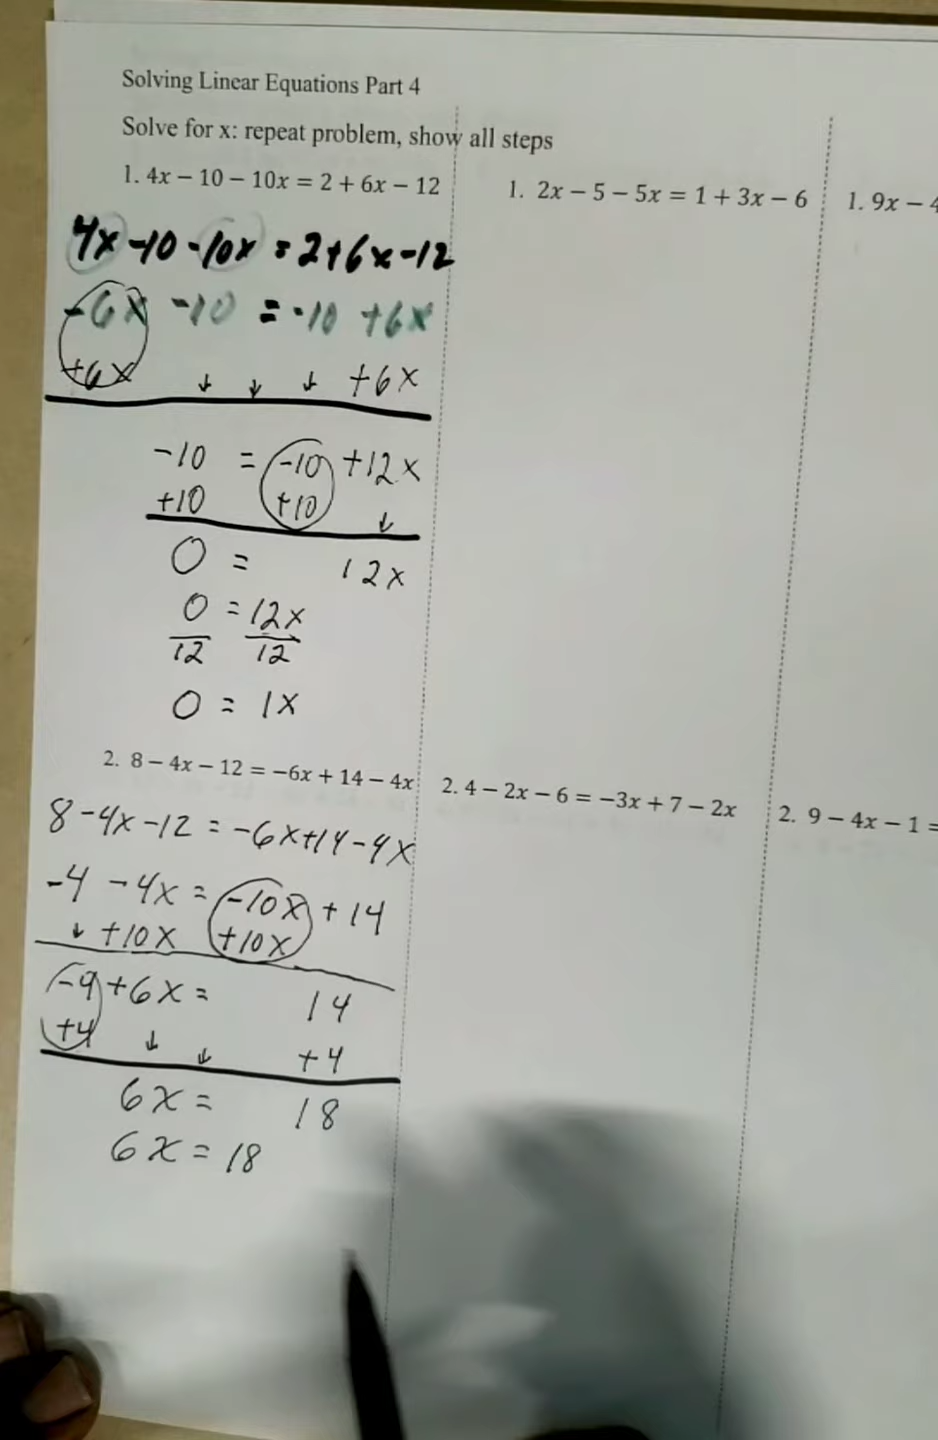 Solving Linear Equations Part 4
Solve for x: repeat problem, show all steps
1. 4x − 10 − 10x = 2 + 6x − 12
4x -10 -10x = 2+6x-12
-6x -10 = -10 +6x
+6x ↓ ↓ ↓ +6x
-10 = -10 +12x
+10 +10 ↓
0 = 12x
0 = 12x
12 12
0 = 1x
2. 8 − 4x − 12 = −6x + 14 − 4x
8-4x-12 = -6x+14-4x
-4 -4x = -10x + 14
↓ +10x +10x
-9 +6x = 14
+4 ↓ ↓ +4
6x = 18
6x = 18
1. 2x − 5 − 5x = 1 + 3x − 6
2. 4 − 2x − 6 = −3x + 7 − 2x
1. 9x − 4
2. 9 − 4x − 1 =